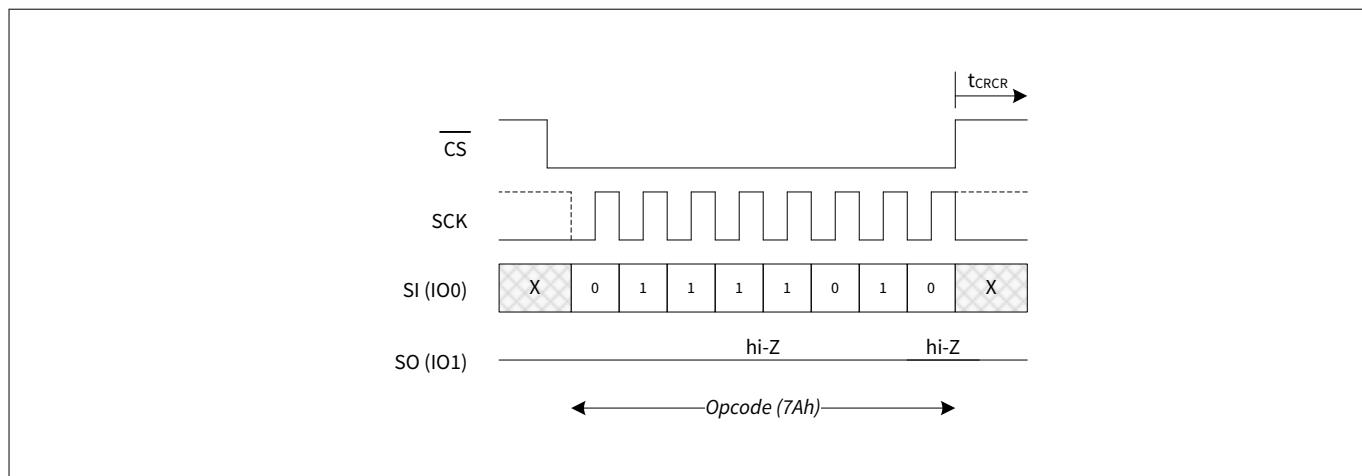 tCRCR
CS
SCK
SI (IO0) X 0 1 1 1 1 0 1 0 X
SO (IO1) hi-Z hi-Z
Opcode (7Ah)